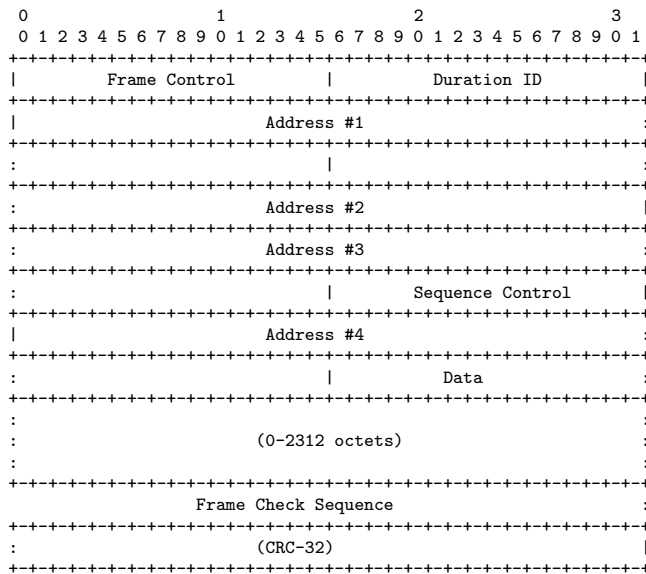 0                   1                   2                   3
0 1 2 3 4 5 6 7 8 9 0 1 2 3 4 5 6 7 8 9 0 1 2 3 4 5 6 7 8 9 0 1
+-+-+-+-+-+-+-+-+-+-+-+-+-+-+-+-+-+-+-+-+-+-+-+-+-+-+-+-+-+-+-+-+
|         Frame Control         |          Duration ID          |
+-+-+-+-+-+-+-+-+-+-+-+-+-+-+-+-+-+-+-+-+-+-+-+-+-+-+-+-+-+-+-+-+
|                         Address #1                            :
+-+-+-+-+-+-+-+-+-+-+-+-+-+-+-+-+-+-+-+-+-+-+-+-+-+-+-+-+-+-+-+-+
:                               |                               :
+-+-+-+-+-+-+-+-+-+-+-+-+-+-+-+-+-+-+-+-+-+-+-+-+-+-+-+-+-+-+-+-+
:                         Address #2                            |
+-+-+-+-+-+-+-+-+-+-+-+-+-+-+-+-+-+-+-+-+-+-+-+-+-+-+-+-+-+-+-+-+
:                         Address #3                            :
+-+-+-+-+-+-+-+-+-+-+-+-+-+-+-+-+-+-+-+-+-+-+-+-+-+-+-+-+-+-+-+-+
:                               |        Sequence Control       |
+-+-+-+-+-+-+-+-+-+-+-+-+-+-+-+-+-+-+-+-+-+-+-+-+-+-+-+-+-+-+-+-+
|                         Address #4                            :
+-+-+-+-+-+-+-+-+-+-+-+-+-+-+-+-+-+-+-+-+-+-+-+-+-+-+-+-+-+-+-+-+
:                               |           Data                :
+-+-+-+-+-+-+-+-+-+-+-+-+-+-+-+-+-+-+-+-+-+-+-+-+-+-+-+-+-+-+-+-+
:                                                               :
:                        (0-2312 octets)                        :
:                                                               :
+-+-+-+-+-+-+-+-+-+-+-+-+-+-+-+-+-+-+-+-+-+-+-+-+-+-+-+-+-+-+-+-+
                   Frame Check Sequence                         :
+-+-+-+-+-+-+-+-+-+-+-+-+-+-+-+-+-+-+-+-+-+-+-+-+-+-+-+-+-+-+-+-+
:                        (CRC-32)                               |
+-+-+-+-+-+-+-+-+-+-+-+-+-+-+-+-+-+-+-+-+-+-+-+-+-+-+-+-+-+-+-+-+